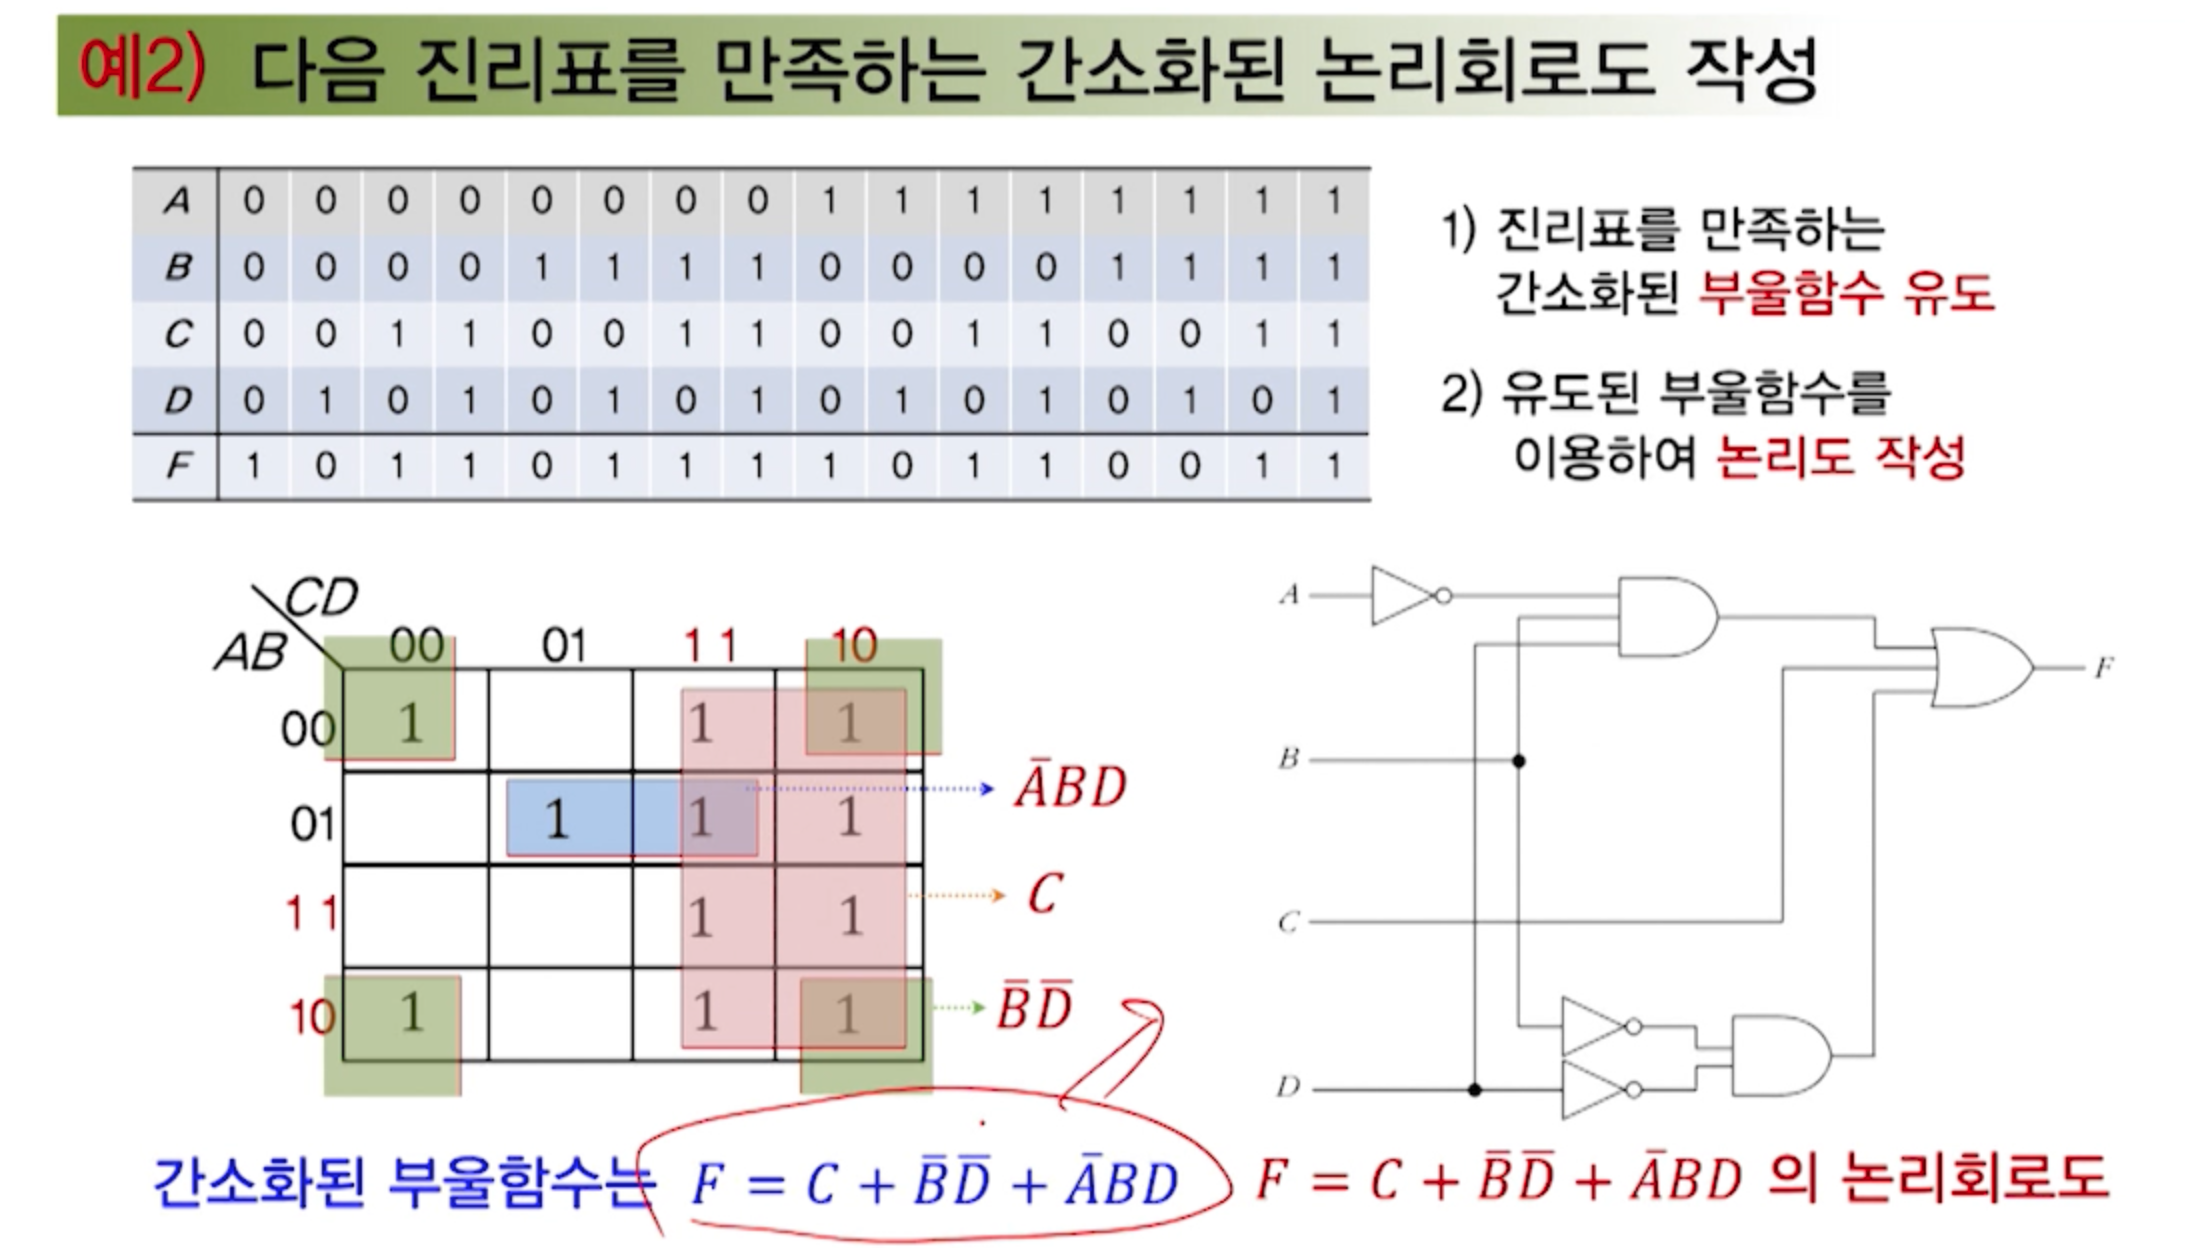 예2) 다음 진리표를 만족하는 간소화된 논리회로도 작성
A 0 0 0 0 0 0 0 0 1 1 1 1 1 1 1 1
B 0 0 0 0 1 1 1 1 0 0 0 0 1 1 1 1
C 0 0 1 1 0 0 1 1 0 0 1 1 0 0 1 1
D 0 1 0 1 0 1 0 1 0 1 0 1 0 1 0 1
F 1 0 1 1 0 1 1 1 1 0 1 1 0 0 1 1
1) 진리표를 만족하는
간소화된 부울함수 유도
2) 유도된 부울함수를
이용하여 논리도 작성
CD
AB 00 01 11 10
00 1 1 1
01 1 1 1
11 1 1
10 1 1 1
A̅BD
C
B̅D̅
A
B
C
D
F
간소화된 부울함수는 F = C + B̅D̅ + A̅BD
F = C + B̅D̅ + A̅BD 의 논리회로도